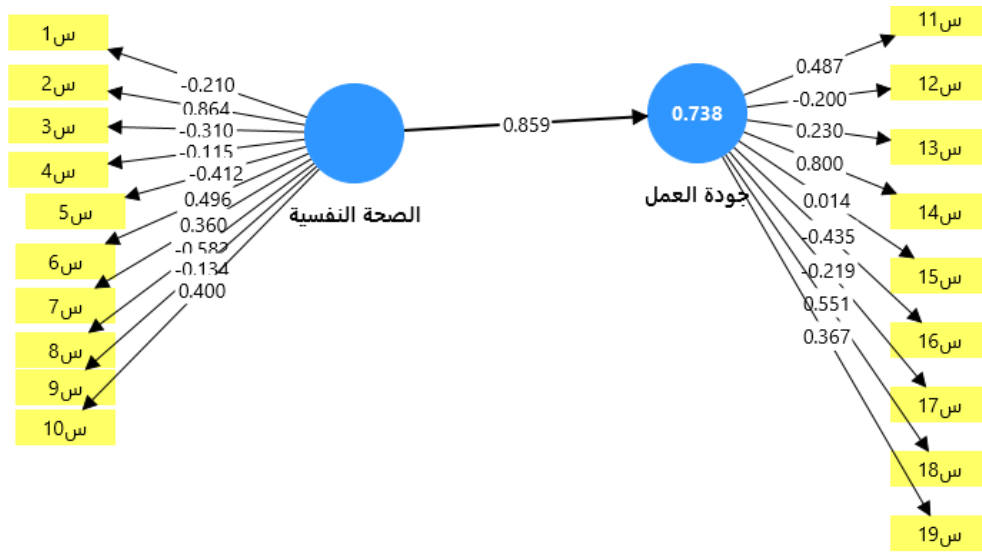 س1
س2
س3
س4
س5
س6
س7
س8
س9
س10
-0.210
0.864
-0.310
-0.115
-0.412
0.496
0.360
-0.582
-0.134
0.400
الصحة النفسية
0.859
0.738
جودة العمل
0.487
-0.200
0.230
0.800
0.014
-0.435
-0.219
0.551
0.367
س11
س12
س13
س14
س15
س16
س17
س18
س19